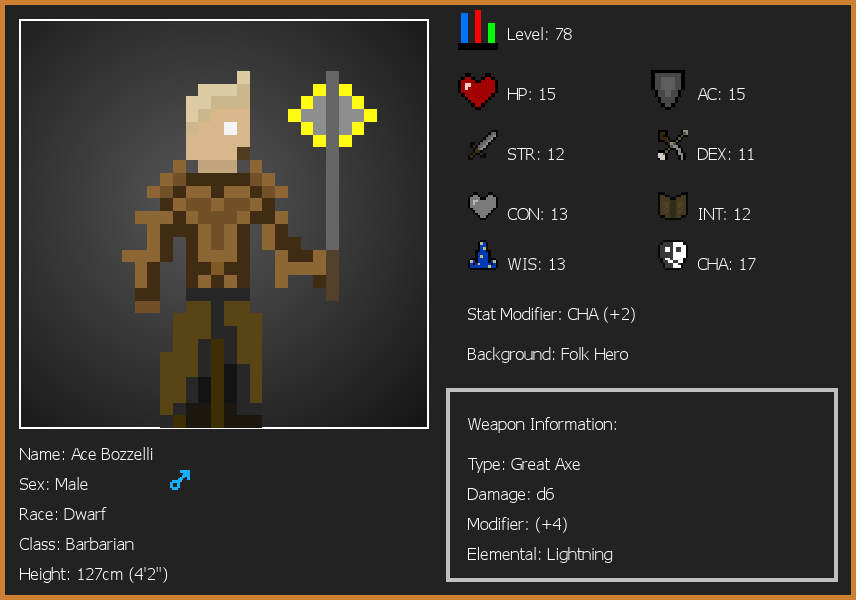 Level: 78
HP: 15
AC: 15
STR: 12
DEX: 11
CON: 13
INT: 12
WIS: 13
CHA: 17
Stat Modifier: CHA (+2)
Background: Folk Hero
Weapon Information:
Type: Great Axe
Damage: d6
Modifier: (+4)
Elemental: Lightning
Name: Ace Bozzelli
Sex: Male
Race: Dwarf
Class: Barbarian
Height: 127cm (4'2")